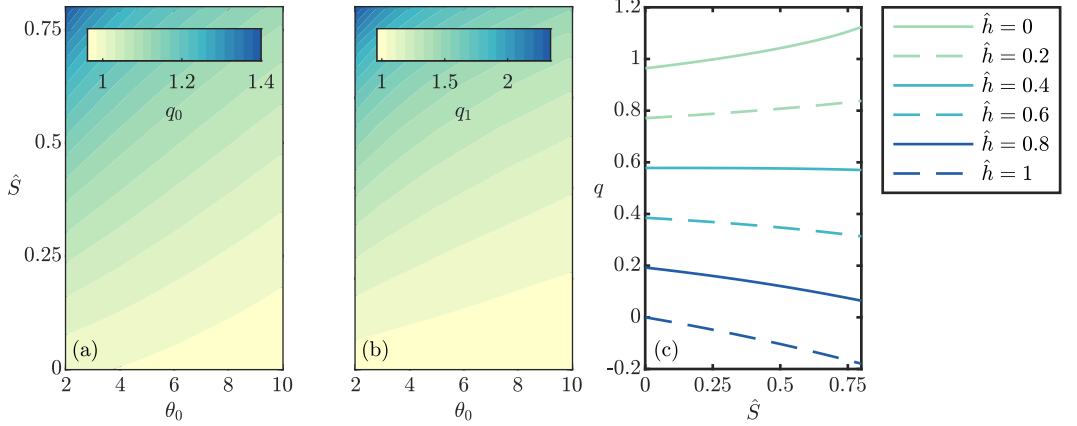 0.75
0.5
Ŝ
0.25
0
1 1.2 1.4
q₀
(a)
2 4 6 8 10
θ₀
1 1.5 2
q₁
(b)
2 4 6 8 10
θ₀
1.2
1
0.8
0.6
q
0.4
0.2
0
-0.2
(c)
0 0.25 0.5 0.75
Ŝ
ĥ = 0
ĥ = 0.2
ĥ = 0.4
ĥ = 0.6
ĥ = 0.8
ĥ = 1